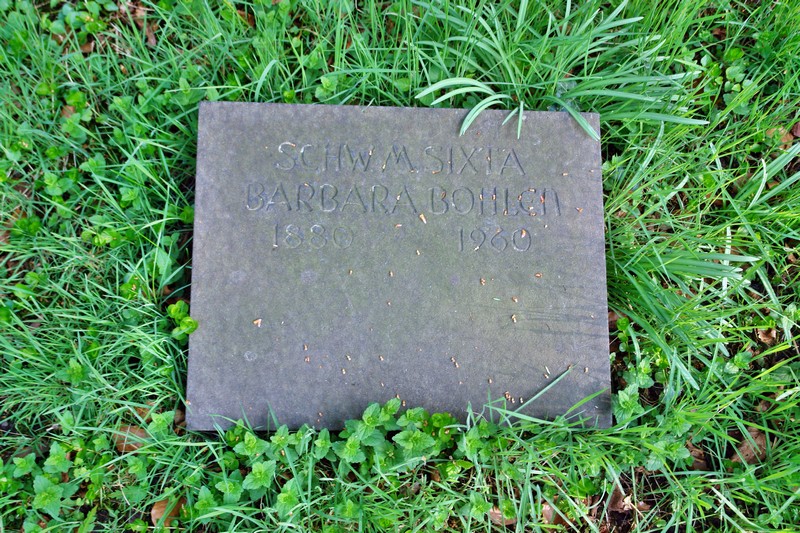 SCHW. M. SIXTA
BARBARA BOHLEN
1880 1960